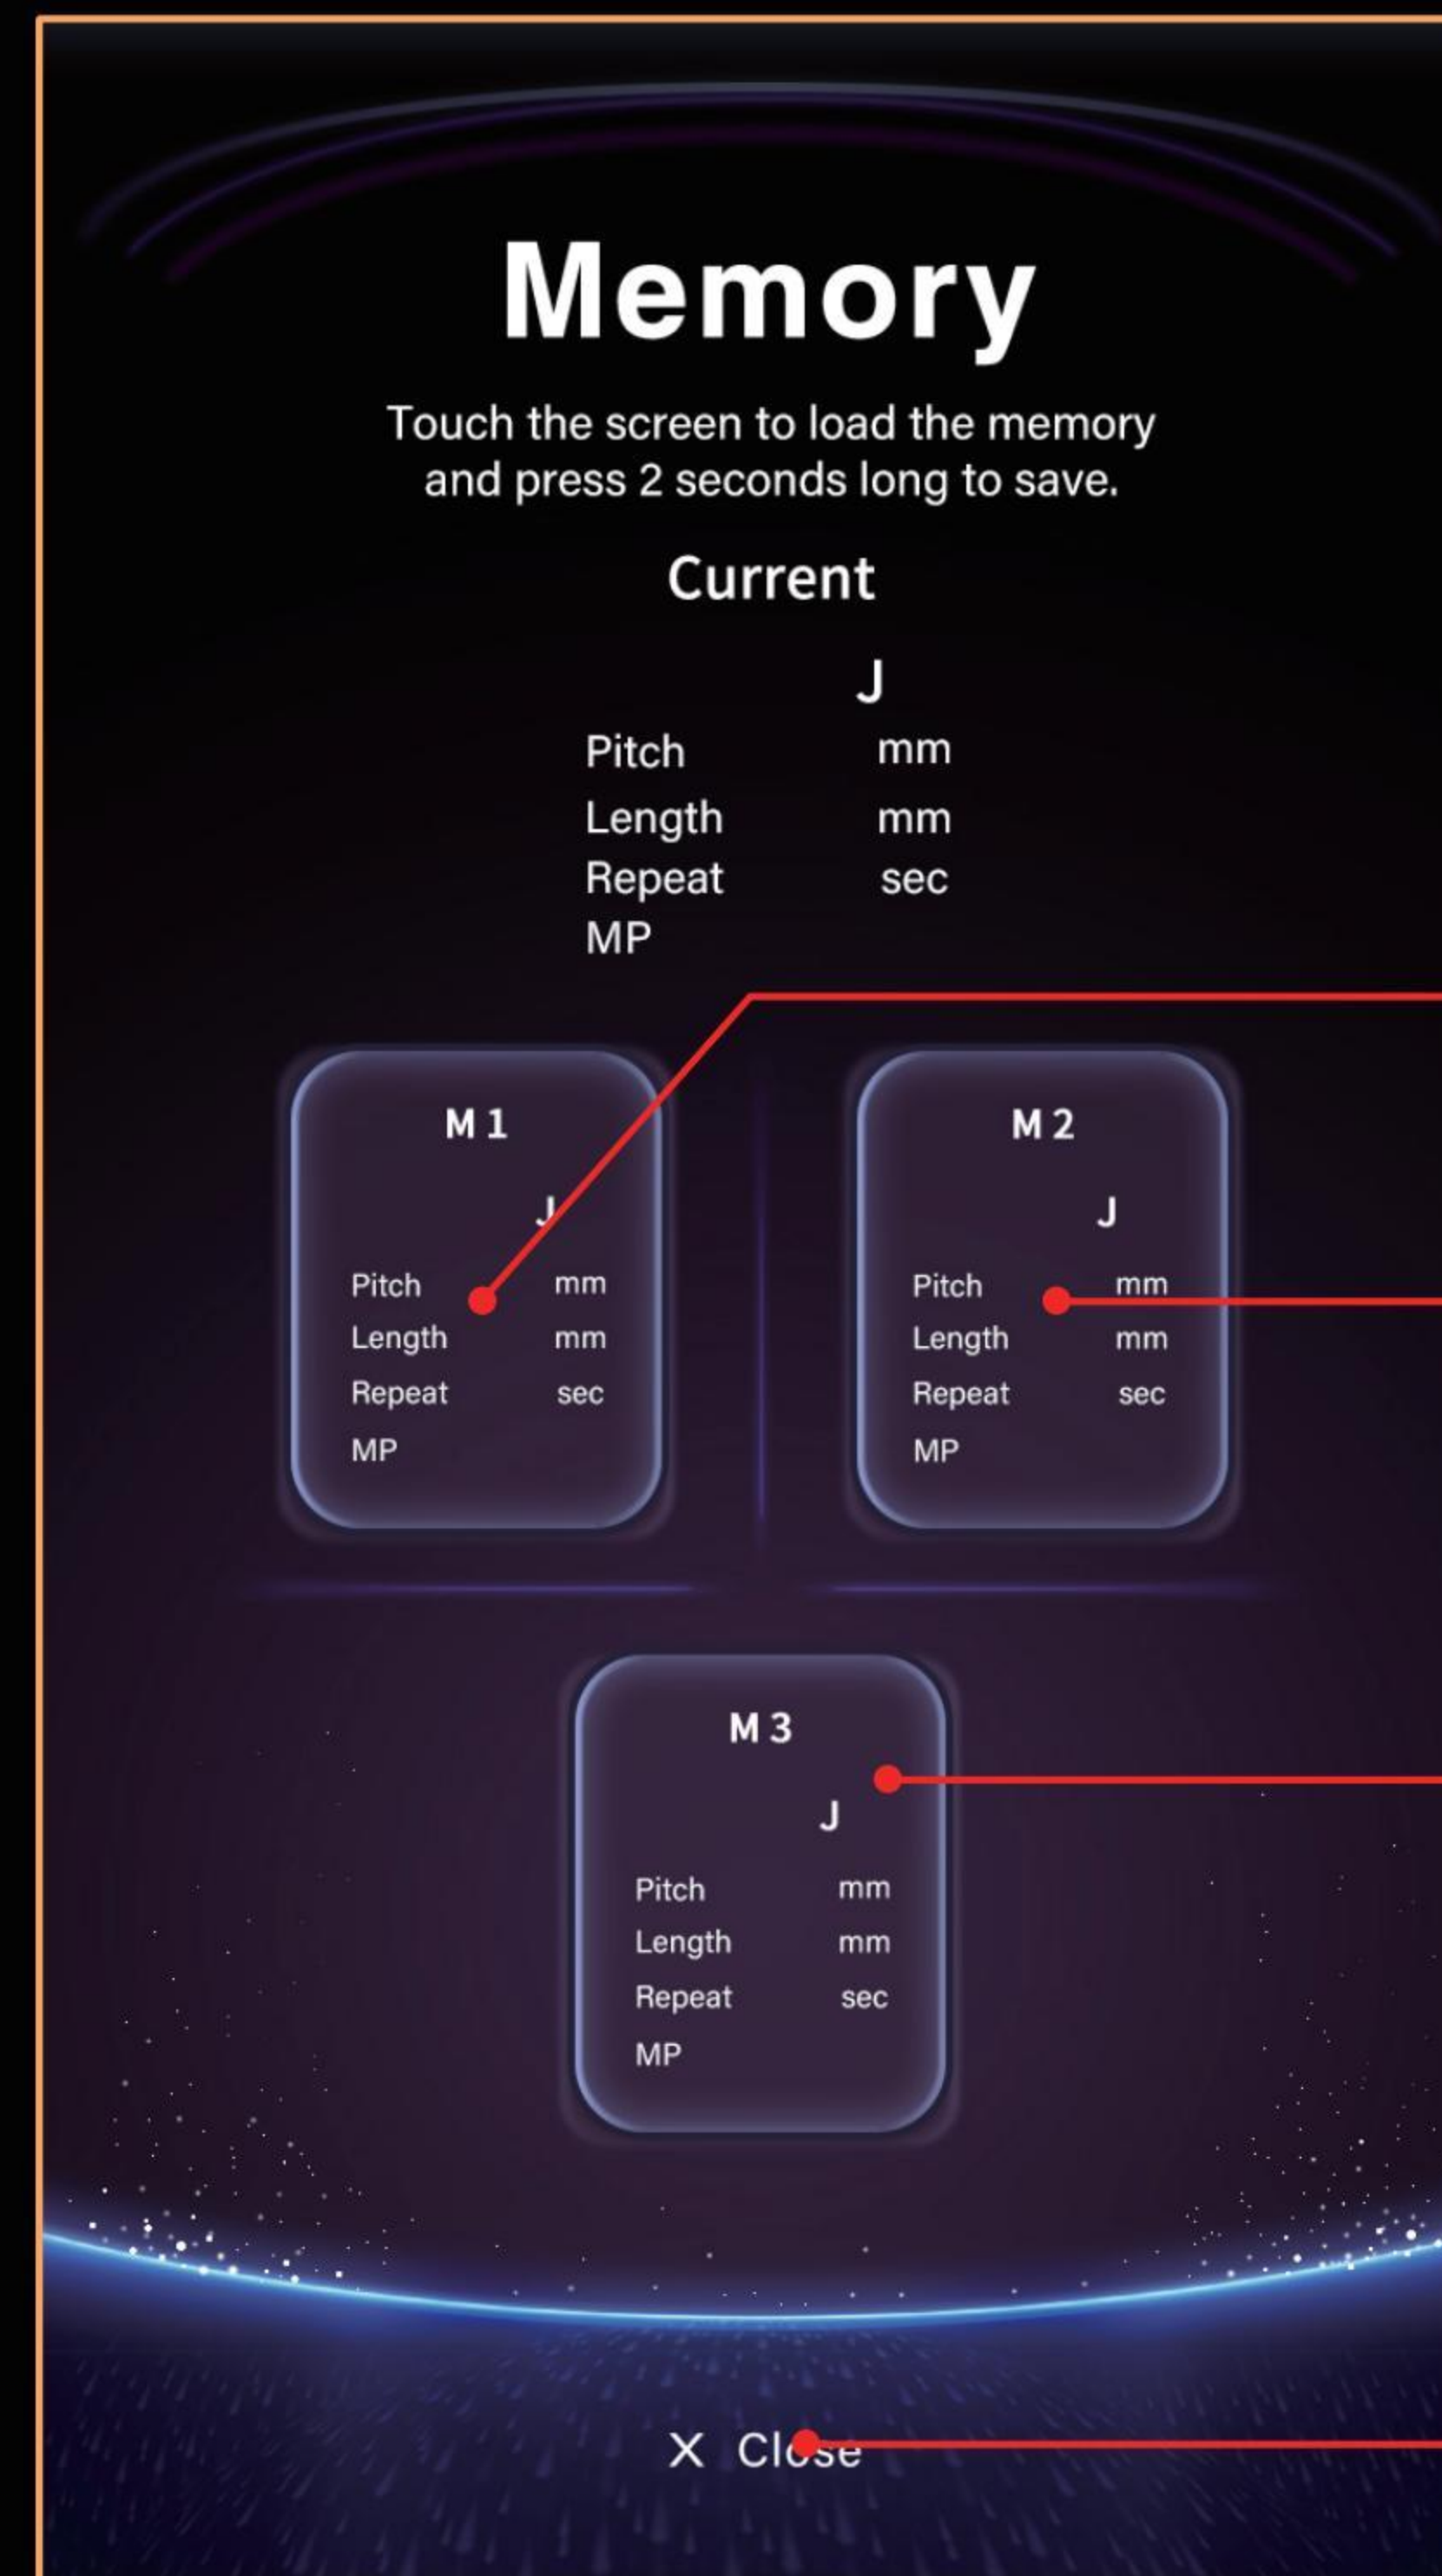 Memory
Touch the screen to load the memory
and press 2 seconds long to save.
Current
J
Pitch mm
Length mm
Repeat sec
MP
M 1
J
Pitch mm
Length mm
Repeat sec
MP
M 2
J
Pitch mm
Length mm
Repeat sec
MP
M 3
J
Pitch mm
Length mm
Repeat sec
MP
X Close